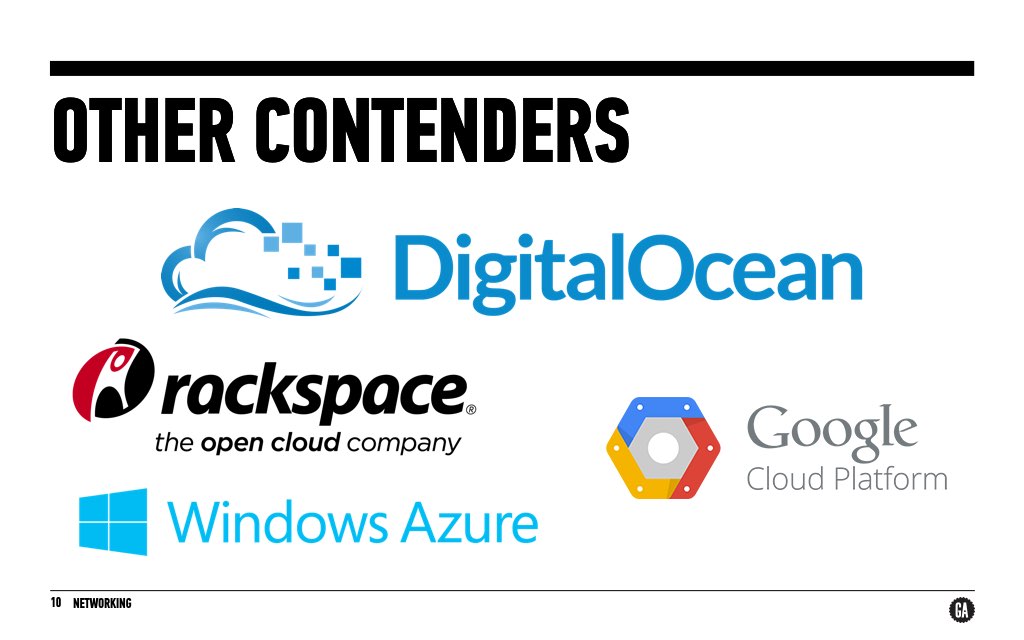 OTHER CONTENDERS
DigitalOcean
rackspace®
the open cloud company
Google
Cloud Platform
Windows Azure
10 NETWORKING
GA